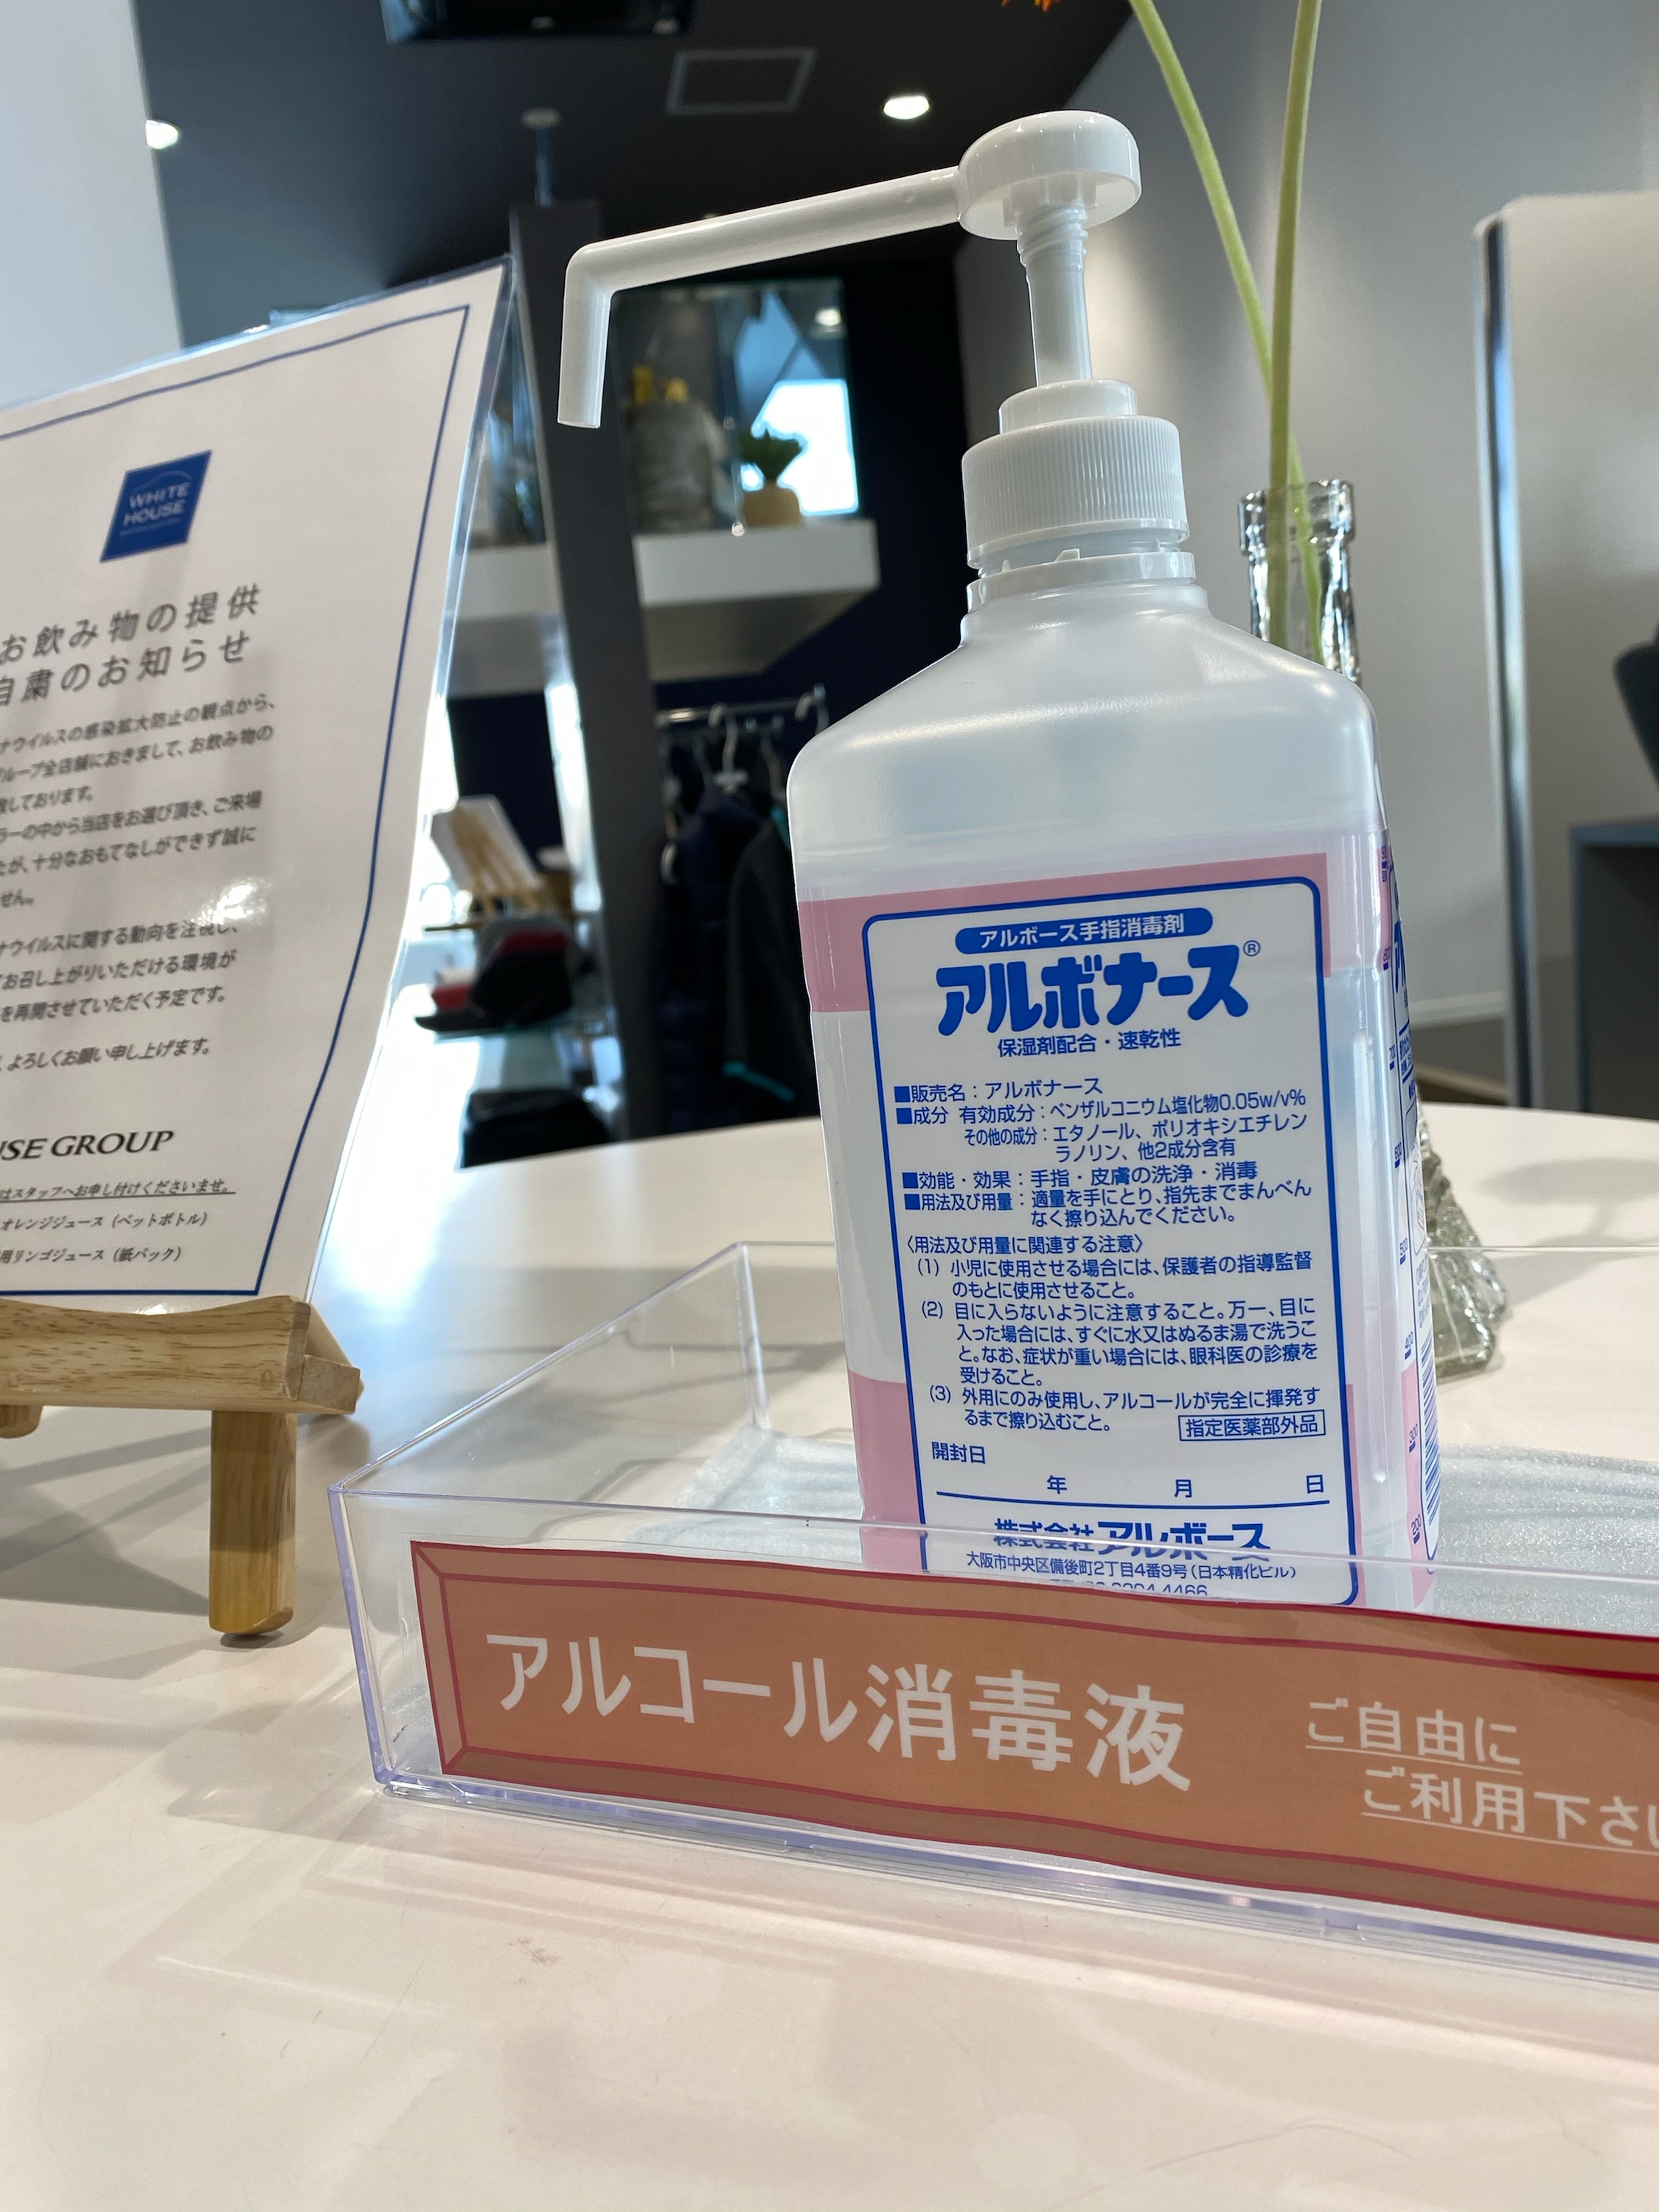 WHITE
HOUSE
お飲み物の提供
自粛のお知らせ
ナウイルスの感染拡大防止の観点から、
ループ全店舗におきまして、お飲み物の
しております。
ラーの中から当店をお選び頂き、ご来場
が、十分なおもてなしができず誠に
せん。
ナウイルスに関する動向を注視し、
お召し上がりいただける環境が
を再開させていただく予定です。
よろしくお願い申し上げます。
SE GROUP
はスタッフへお申し付けくださいませ。
オレンジジュース（ペットボトル）
用リンゴジュース（紙パック）
アルボース手指消毒剤
アルボナース®
保湿剤配合・速乾性
■販売名：アルボナース
■成分 有効成分：ベンザルコニウム塩化物0.05w/v%
その他の成分：エタノール、ポリオキシエチレン
ラノリン、他2成分含有
■効能・効果：手指・皮膚の洗浄・消毒
■用法及び用量：適量を手にとり、指先までまんべん
なく擦り込んでください。
〈用法及び用量に関連する注意〉
(1) 小児に使用させる場合には、保護者の指導監督
のもとに使用させること。
(2) 目に入らないように注意すること。万一、目に
入った場合には、すぐに水又はぬるま湯で洗うこ
と。なお、症状が重い場合には、眼科医の診療を
受けること。
(3) 外用にのみ使用し、アルコールが完全に揮発す
るまで擦り込むこと。
指定医薬部外品
開封日
年 月 日
株式会社アルボース
大阪市中央区備後町2丁目4番9号（日本精化ビル）
4466
700
600
500
400
300
200
アルコール消毒液
ご自由に
ご利用下さい